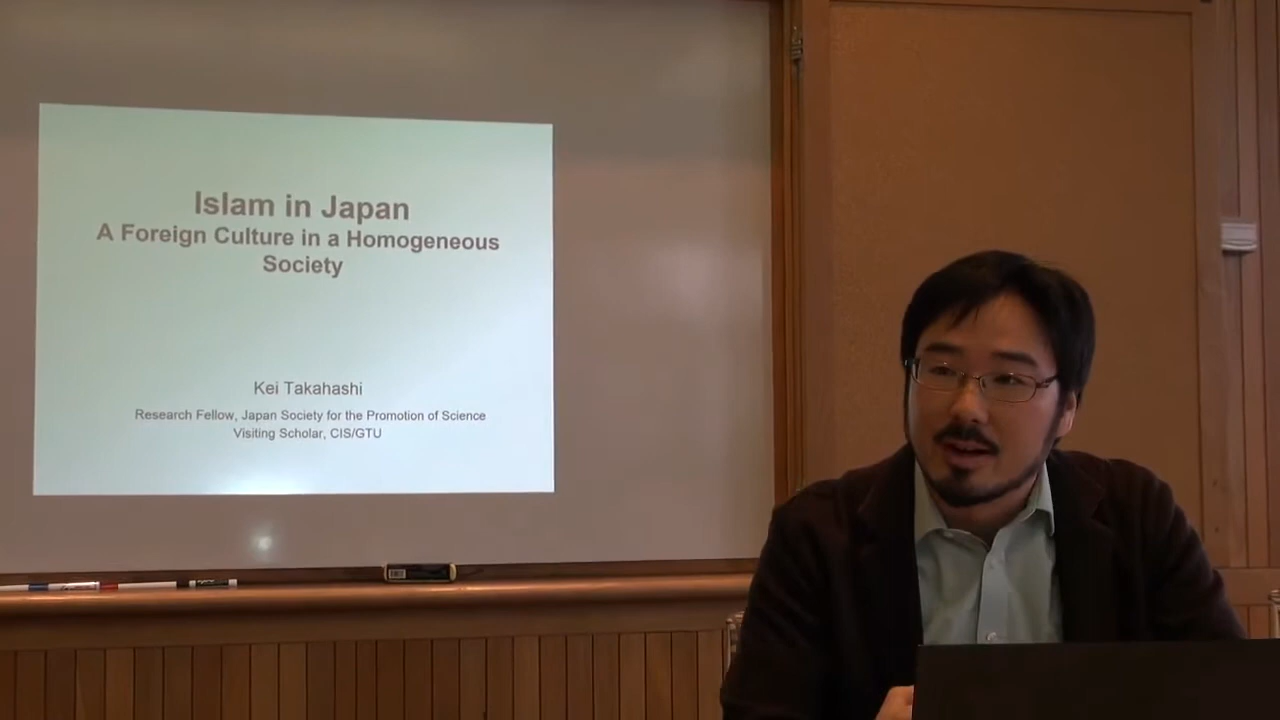 Islam in Japan
A Foreign Culture in a Homogeneous
Society
Kei Takahashi
Research Fellow, Japan Society for the Promotion of Science
Visiting Scholar, CIS/GTU